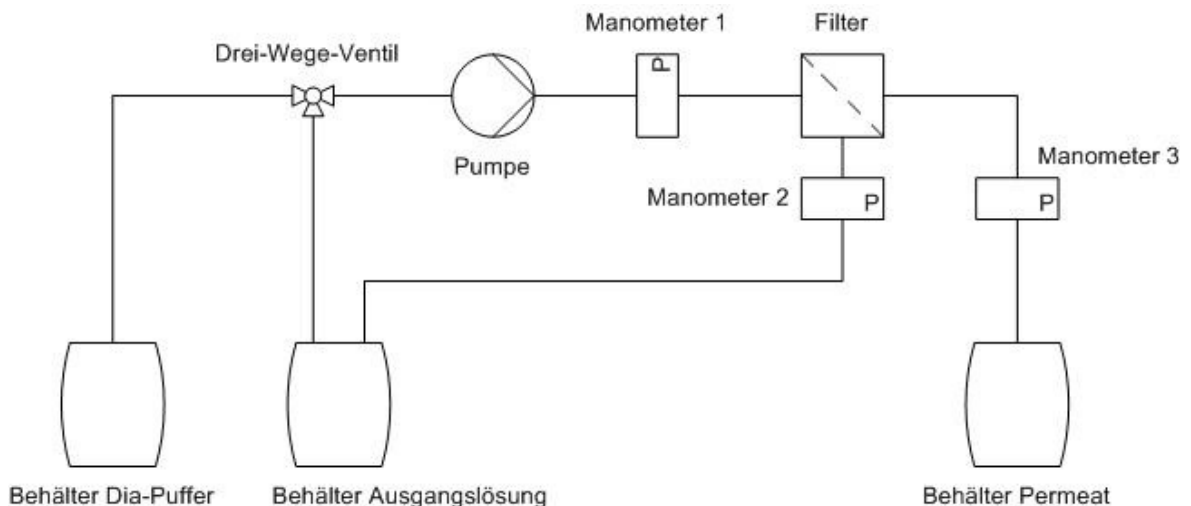 Manometer 1
Filter
Drei-Wege-Ventil
P
Pumpe
Manometer 3
Manometer 2
P
P
Behälter Dia-Puffer
Behälter Ausgangslösung
Behälter Permeat